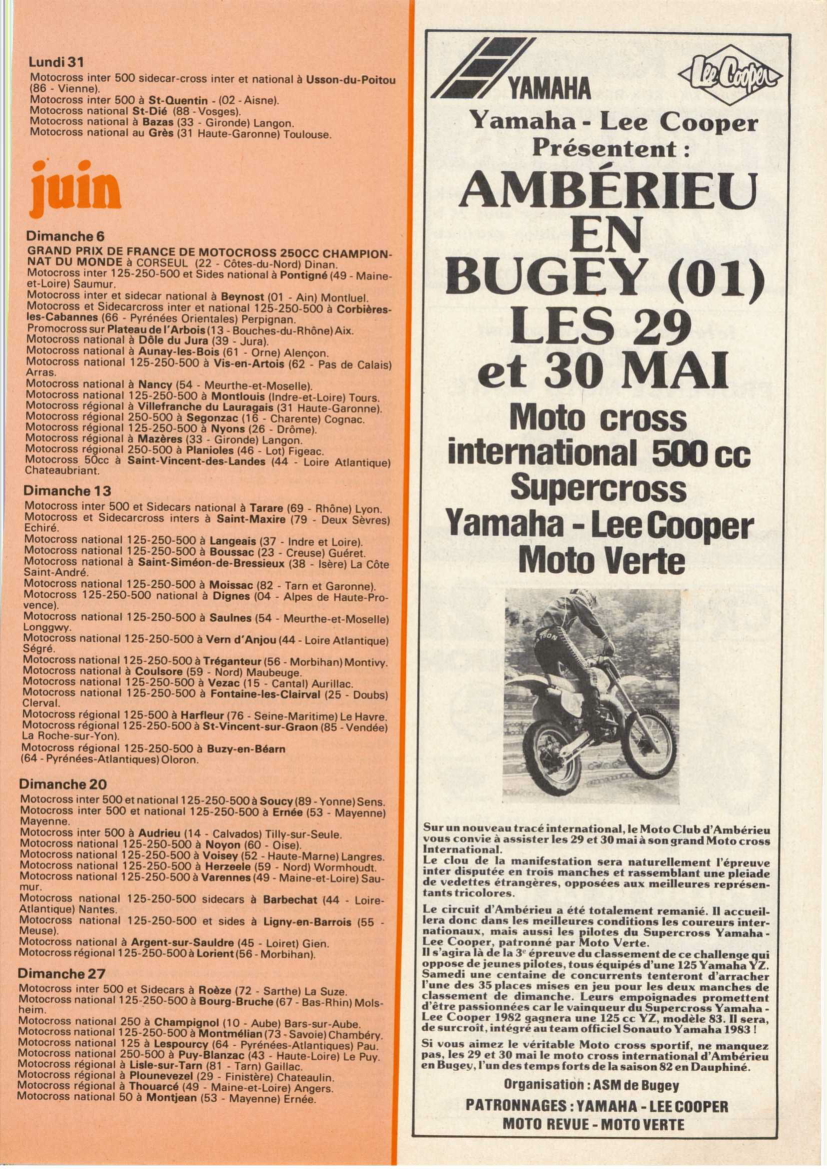 Lundi 31
Motocross inter 500 sidecar-cross inter et national à Usson-du-Poitou
(86 - Vienne).
Motocross inter 500 à St-Quentin - (02 - Aisne).
Motocross national St-Dié (88 - Vosges).
Motocross national à Bazas (33 - Gironde) Langon.
Motocross national au Grès (31 Haute-Garonne) Toulouse.
juin
Dimanche 6
GRAND PRIX DE FRANCE DE MOTOCROSS 250CC CHAMPION-
NAT DU MONDE à CORSEUL (22 - Côtes-du-Nord) Dinan.
Motocross inter 125-250-500 et Sides national à Pontigné (49 - Maine-
et-Loire) Saumur.
Motocross inter et sidecar national à Beynost (01 - Ain) Montluel.
Motocross et Sidecarcross inter et national 125-250-500 à Corbières-
les-Cabannes (66 - Pyrénées Orientales) Perpignan.
Promocross sur Plateau de l'Arbois (13 - Bouches-du-Rhône) Aix.
Motocross national à Dôle du Jura (39 - Jura).
Motocross national à Aunay-les-Bois (61 - Orne) Alençon.
Motocross national 125-250-500 à Vis-en-Artois (62 - Pas de Calais)
Arras.
Motocross national à Nancy (54 - Meurthe-et-Moselle).
Motocross national 125-250-500 à Montlouis (Indre-et-Loire) Tours.
Motocross régional à Villefranche du Lauragais (31 Haute-Garonne).
Motocross régional 250-500 à Segonzac (16 - Charente) Cognac.
Motocross régional 125-250-500 à Nyons (26 - Drôme).
Motocross régional à Mazères (33 - Gironde) Langon.
Motocross régional 250-500 à Planioles (46 - Lot) Figeac.
Motocross 50cc à Saint-Vincent-des-Landes (44 - Loire Atlantique)
Chateaubriant.
Dimanche 13
Motocross inter 500 et Sidecars national à Tarare (69 - Rhône) Lyon.
Motocross et Sidecarcross inters à Saint-Maxire (79 - Deux Sèvres)
Echiré.
Motocross national 125-250-500 à Langeais (37 - Indre et Loire).
Motocross national 125-250-500 à Boussac (23 - Creuse) Guéret.
Motocross national à Saint-Siméon-de-Bressieux (38 - Isère) La Côte
Saint-André.
Motocross national 125-250-500 à Moissac (82 - Tarn et Garonne).
Motocross 125-250-500 national à Dignes (04 - Alpes de Haute-Pro-
vence).
Motocross national 125-250-500 à Saulnes (54 - Meurthe-et-Moselle)
Longgwy.
Motocross national 125-250-500 à Vern d'Anjou (44 - Loire Atlantique)
Ségré.
Motocross national 125-250-500 à Tréganteur (56 - Morbihan) Montivy.
Motocross national à Coulsore (59 - Nord) Maubeuge.
Motocross national 125-250-500 à Vezac (15 - Cantal) Aurillac.
Motocross national 125-250-500 à Fontaine-les-Clairval (25 - Doubs)
Clerval.
Motocross régional 125-500 à Harfleur (76 - Seine-Maritime) Le Havre.
Motocross régional 125-250-500 à St-Vincent-sur-Graon (85 - Vendée)
La Roche-sur-Yon).
Motocross régional 125-250-500 à Buzy-en-Béarn
(64 - Pyrénées-Atlantiques) Oloron.
Dimanche 20
Motocross inter 500 et national 125-250-500 à Soucy (89 - Yonne) Sens.
Motocross inter 500 et national 125-250-500 à Ernée (53 - Mayenne)
Mayenne.
Motocross inter 500 à Audrieu (14 - Calvados) Tilly-sur-Seule.
Motocross national 125-250-500 à Noyon (60 - Oise).
Motocross national 125-250-500 à Voisey (52 - Haute-Marne) Langres.
Motocross national 125-250-500 à Herzeele (59 - Nord) Wormhoudt.
Motocross national 125-250-500 à Varennes (49 - Maine-et-Loire) Sau-
mur.
Motocross national 125-250-500 sidecars à Barbechat (44 - Loire-
Atlantique) Nantes.
Motocross national 125-250-500 et sides à Ligny-en-Barrois (55 -
Meuse).
Motocross national à Argent-sur-Sauldre (45 - Loiret) Gien.
Motocross régional 125-250-500 à Lorient (56 - Morbihan).
Dimanche 27
Motocross inter 500 et Sidecars à Roèze (72 - Sarthe) La Suze.
Motocross national 125-250-500 à Bourg-Bruche (67 - Bas-Rhin) Mols-
heim.
Motocross national 250 à Champignol (10 - Aube) Bars-sur-Aube.
Motocross national 125-250-500 à Montmélian (73 - Savoie) Chambéry.
Motocross national 125 à Lespourcy (64 - Pyrénées-Atlantiques) Pau.
Motocross national 250-500 à Puy-Blanzac (43 - Haute-Loire) Le Puy.
Motocross régional à Lisle-sur-Tarn (81 - Tarn) Gaillac.
Motocross régional à Plounevezel (29 - Finistère) Chateaulin.
Motocross régional à Thouarcé (49 - Maine-et-Loire) Angers.
Motocross national 50 à Montjean (53 - Mayenne) Ernée.
YAMAHA
Lee Cooper
Yamaha - Lee Cooper
Présentent :
AMBÉRIEU
EN
BUGEY (01)
LES 29
et 30 MAI
Moto cross
international 500 cc
Supercross
Yamaha - Lee Cooper
Moto Verte
Sur un nouveau tracé international, le Moto Club d'Ambérieu
vous convie à assister les 29 et 30 mai à son grand Moto cross
International.
Le clou de la manifestation sera naturellement l'épreuve
inter disputée en trois manches et rassemblant une pleiade
de vedettes étrangères, opposées aux meilleures représen-
tants tricolores.
Le circuit d'Ambérieu a été totalement remanié. Il accueil-
lera donc dans les meilleures conditions les coureurs inter-
nationaux, mais aussi les pilotes du Supercross Yamaha -
Lee Cooper, patronné par Moto Verte.
Il s'agira là de la 3e épreuve du classement de ce challenge qui
oppose de jeunes pilotes, tous équipés d'une 125 Yamaha YZ.
Samedi une centaine de concurrents tenteront d'arracher
l'une des 35 places mises en jeu pour les deux manches de
classement de dimanche. Leurs empoignades promettent
d'être passionnées car le vainqueur du Supercross Yamaha -
Lee Cooper 1982 gagnera une 125 cc YZ, modèle 83. Il sera,
de surcroit, intégré au team officiel Sonauto Yamaha 1983 !
Si vous aimez le véritable Moto cross sportif, ne manquez
pas, les 29 et 30 mai le moto cross international d'Ambérieu
en Bugey, l'un des temps forts de la saison 82 en Dauphiné.
Organisation : ASM de Bugey
PATRONNAGES : YAMAHA - LEE COOPER
MOTO REVUE - MOTO VERTE